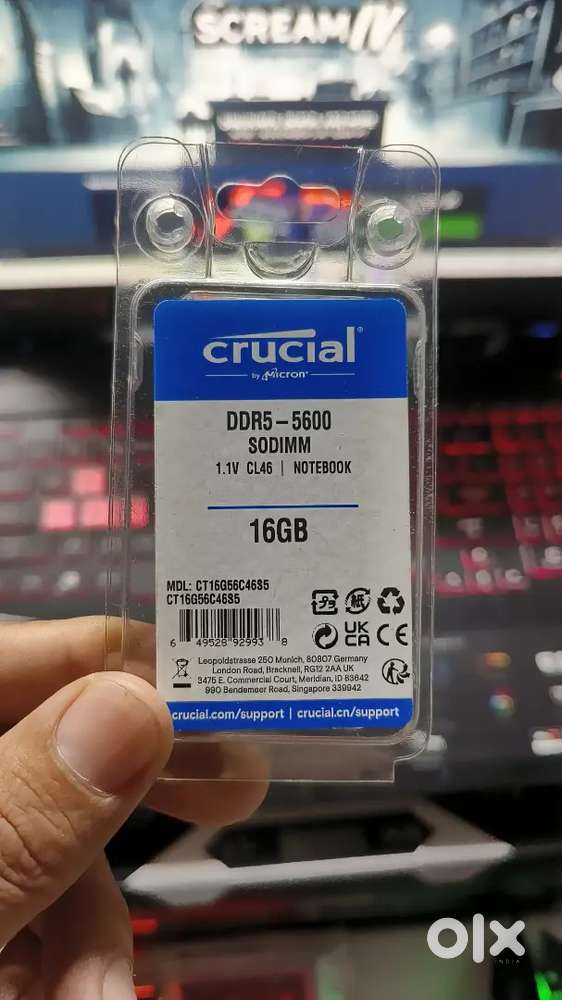 SCREAM IV
crucial®
by Micron®
DDR5-5600
SODIMM
1.1V CL46 | NOTEBOOK
16GB
MDL: CT16G56C46S5
CT16G56C46S5
6 49528 92993 8
UK
CA
CE
Leopoldstrasse 250 Munich, 80807 Germany
London Road, Bracknell, RG12 2AA UK
3475 E. Commercial Court, Meridian, ID 83642
990 Bendemeer Road, Singapore 339942
crucial.com/support | crucial.cn/support
olx
INDIA